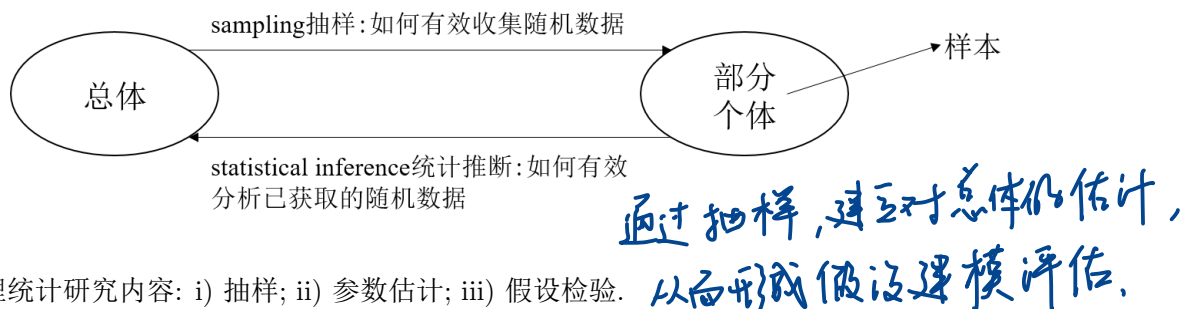 sampling抽样:如何有效收集随机数据
总体
部分
个体
样本
statistical inference统计推断:如何有效
分析已获取的随机数据
通过抽样,建立对总体的估计,
理统计研究内容: i) 抽样; ii) 参数估计; iii) 假设检验.
从而形成假设建模评估.